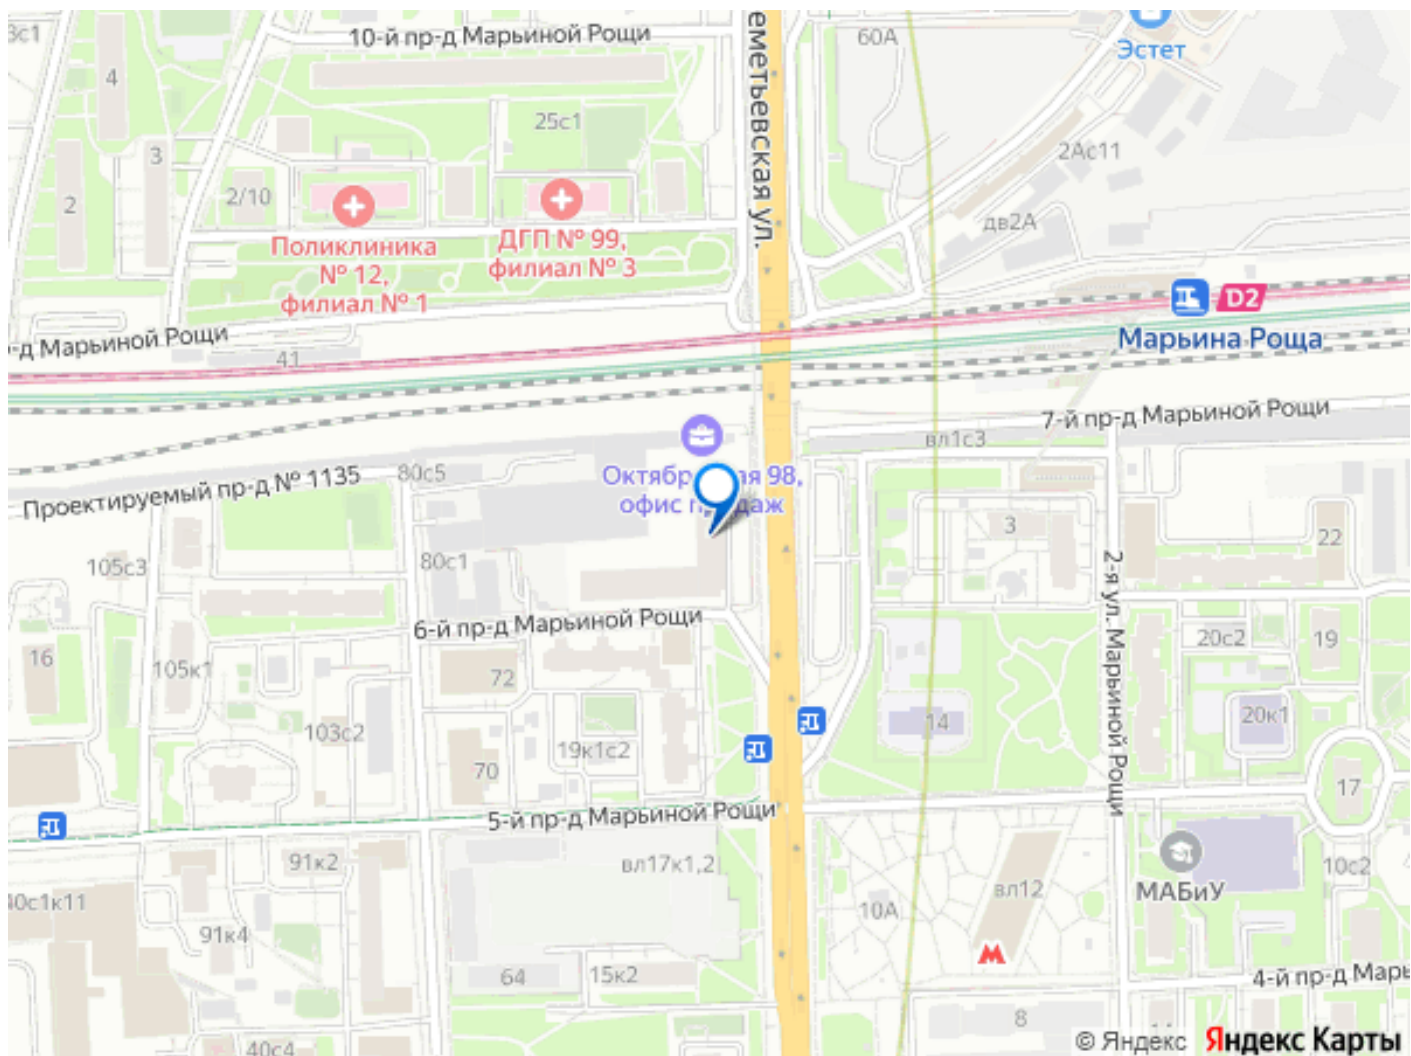 3с1
10-й пр-д Марьиной Рощи
еметьевская ул.
60А
Эстет
4
25с1
3
2Ас11
2
2/10
дв2А
Поликлиника
№ 12,
филиал № 1
ДГП № 99,
филиал № 3
D2
Марьина Роща
-д Марьиной Рощи
41
7-й пр-д Марьиной Рощи
вл1с3
Проектируемый пр-д № 1135
80с5
Октябр ая 98,
офис п даж
3
22
105с3
80с1
2-я ул. Марьиной Рощи
6-й пр-д Марьиной Рощи
20с2
19
16
105к1
72
14
20к1
103с2
19к1с2
70
17
5-й пр-д Марьиной Рощи
91к2
вл17к1,2
вл12
10с2
МАБиУ
40с1к11
10А
91к4
64
15к2
4-й пр-д Марь
8
40с4
© Яндекс
Яндекс Карты